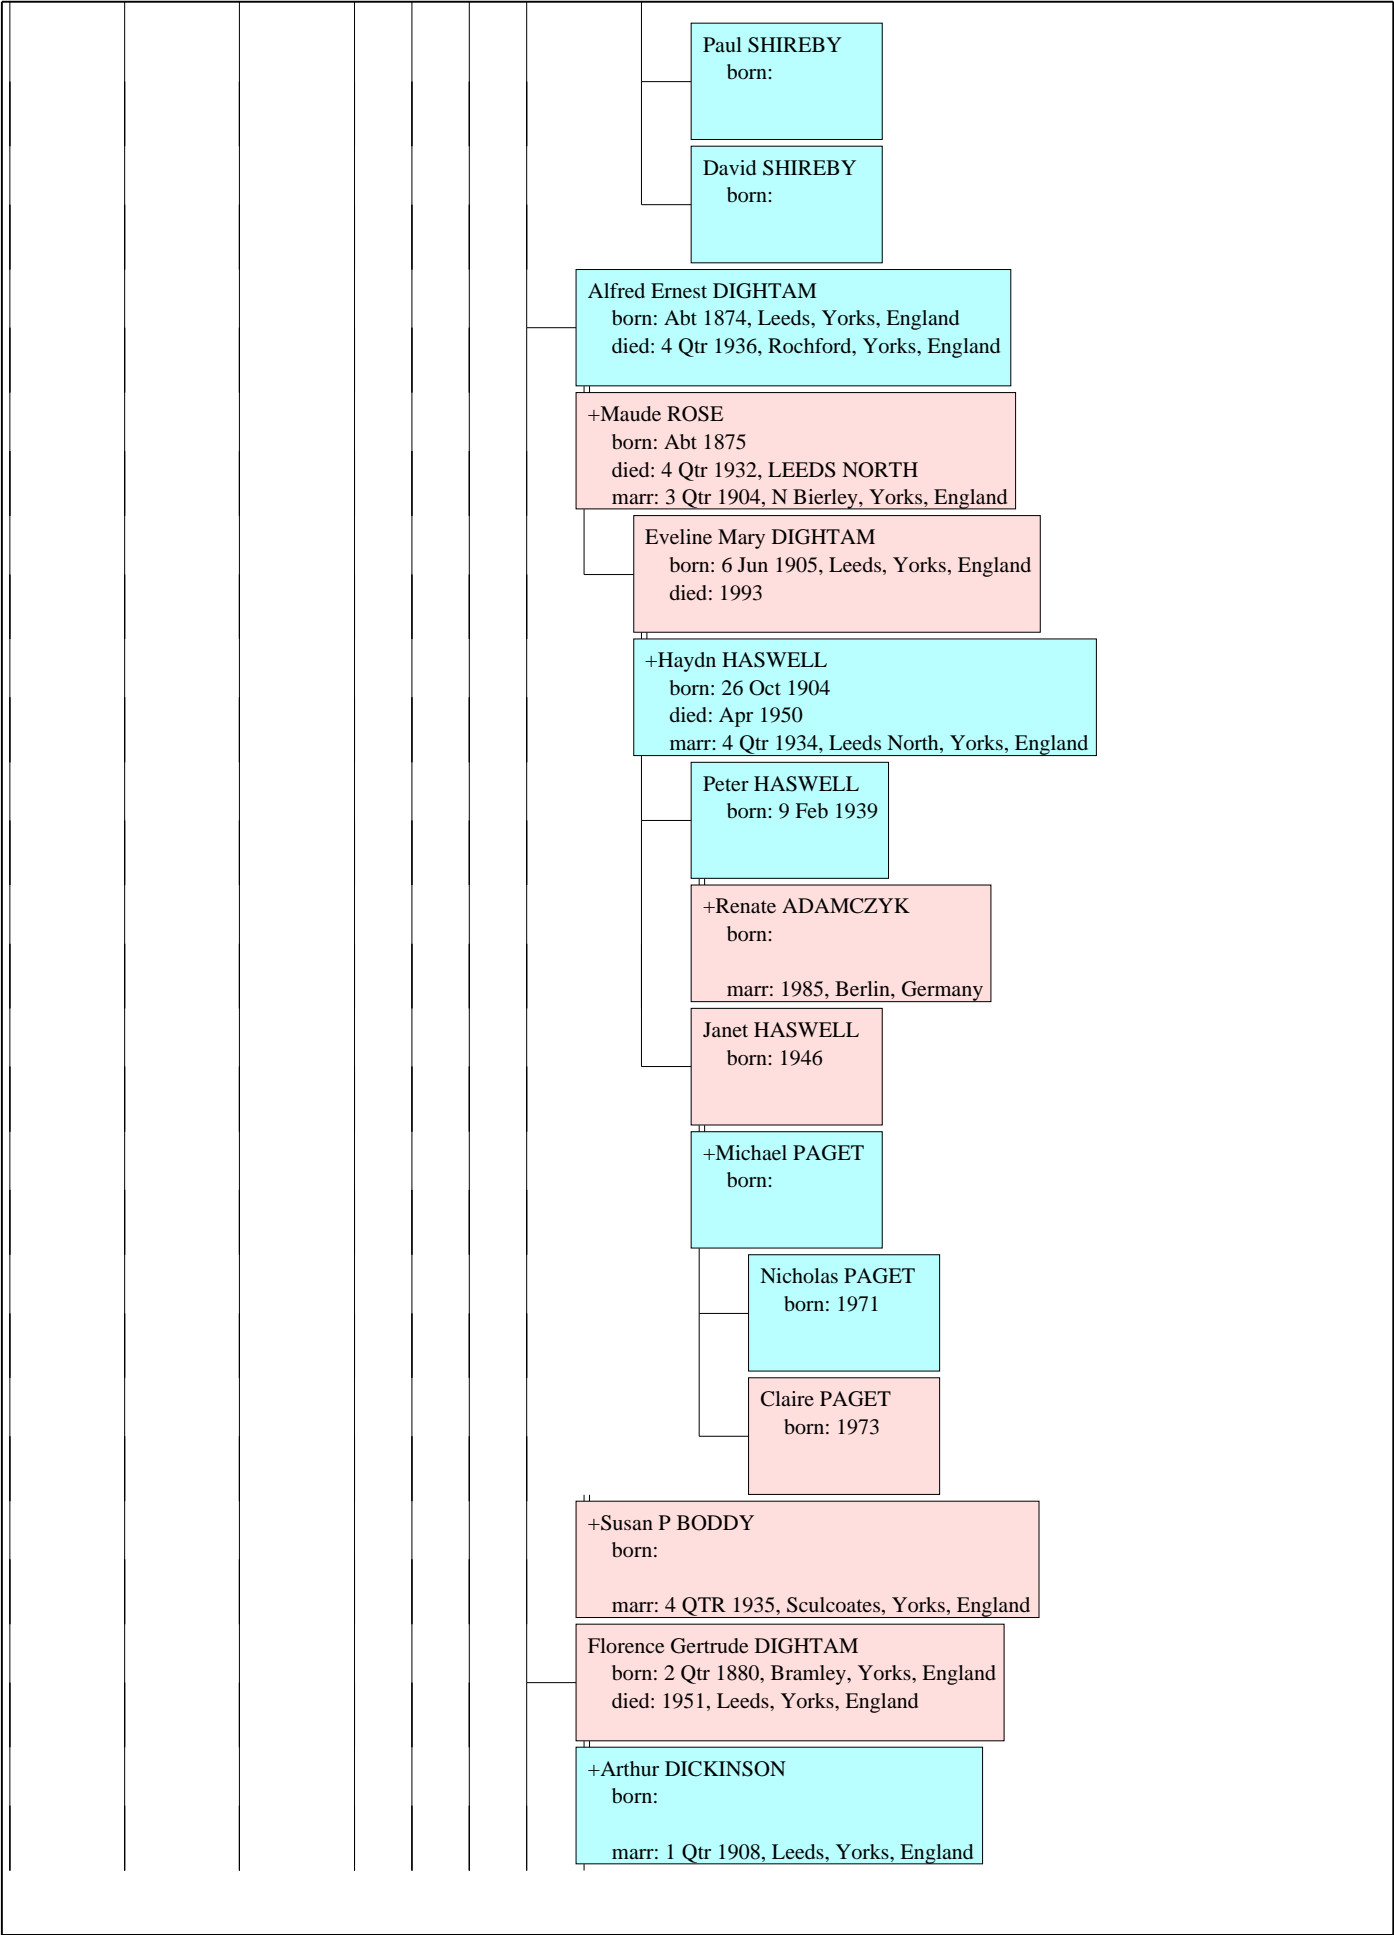 Paul SHIREBY
born:
David SHIREBY
born:
Alfred Ernest DIGHTAM
born: Abt 1874, Leeds, Yorks, England
died: 4 Qtr 1936, Rochford, Yorks, England
+Maude ROSE
born: Abt 1875
died: 4 Qtr 1932, LEEDS NORTH
marr: 3 Qtr 1904, N Bierley, Yorks, England
Eveline Mary DIGHTAM
born: 6 Jun 1905, Leeds, Yorks, England
died: 1993
+Haydn HASWELL
born: 26 Oct 1904
died: Apr 1950
marr: 4 Qtr 1934, Leeds North, Yorks, England
Peter HASWELL
born: 9 Feb 1939
+Renate ADAMCZYK
born:
marr: 1985, Berlin, Germany
Janet HASWELL
born: 1946
+Michael PAGET
born:
Nicholas PAGET
born: 1971
Claire PAGET
born: 1973
+Susan P BODDY
born:
marr: 4 QTR 1935, Sculcoates, Yorks, England
Florence Gertrude DIGHTAM
born: 2 Qtr 1880, Bramley, Yorks, England
died: 1951, Leeds, Yorks, England
+Arthur DICKINSON
born:
marr: 1 Qtr 1908, Leeds, Yorks, England